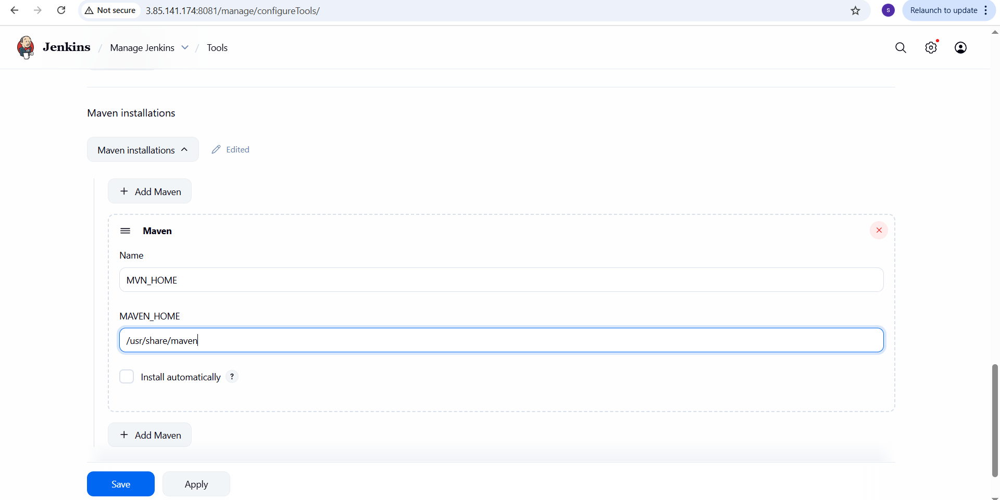 Not secure 3.85.141.174:8081/manage/configureTools/ S Relaunch to update
Jenkins / Manage Jenkins / Tools
Maven installations
Maven installations Edited
+ Add Maven
Maven
Name
MVN_HOME
MAVEN_HOME
/usr/share/maven
Install automatically ?
+ Add Maven
Save Apply